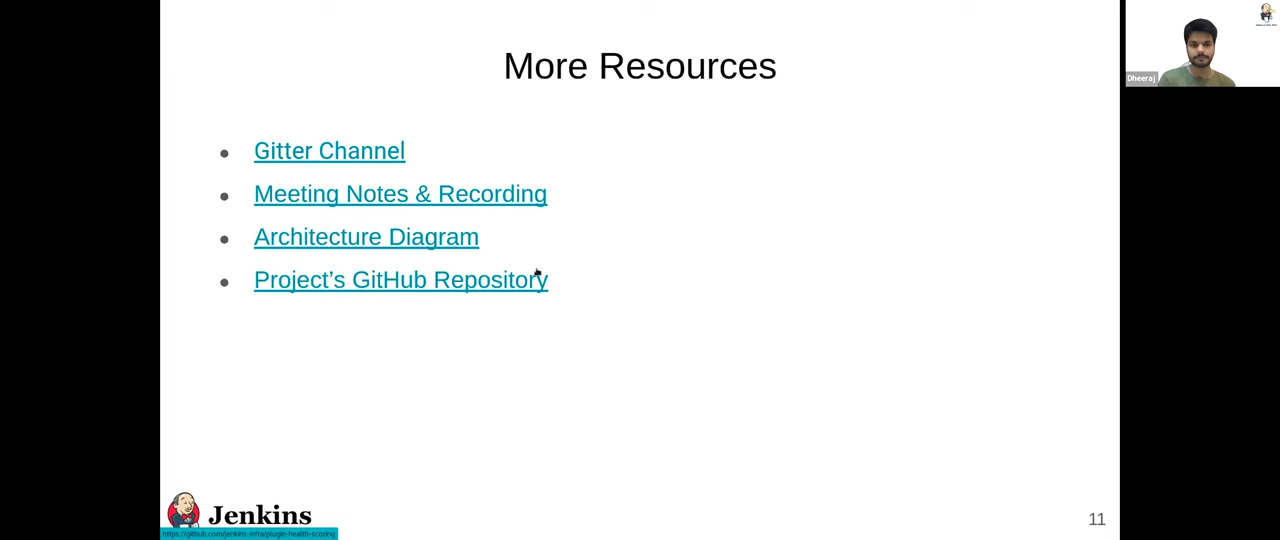 More Resources
Gitter Channel
Meeting Notes & Recording
Architecture Diagram
Project's GitHub Repository
Jenkins
https://github.com/jenkins-infra/plugin-health-scoring
11
Dheeraj